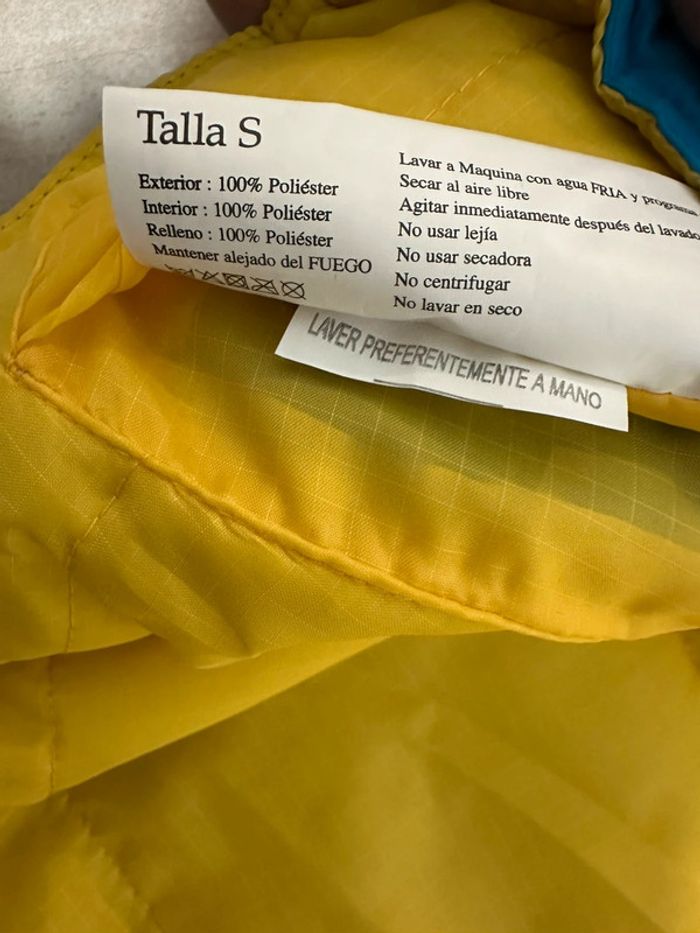 Talla S
Exterior : 100% Poliéster
Interior : 100% Poliéster
Relleno : 100% Poliéster
Mantener alejado del FUEGO
Lavar a Maquina con agua FRIA y programa
Secar al aire libre
Agitar inmediatamente después del lavado
No usar lejía
No usar secadora
No centrifugar
No lavar en seco
LAVER PREFERENTEMENTE A MANO